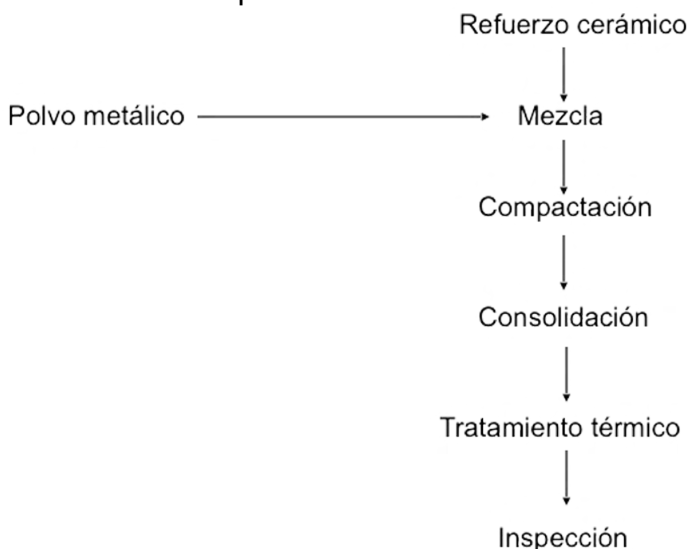 Refuerzo cerámico
Polvo metálico
Mezcla
Compactación
Consolidación
Tratamiento térmico
Inspección